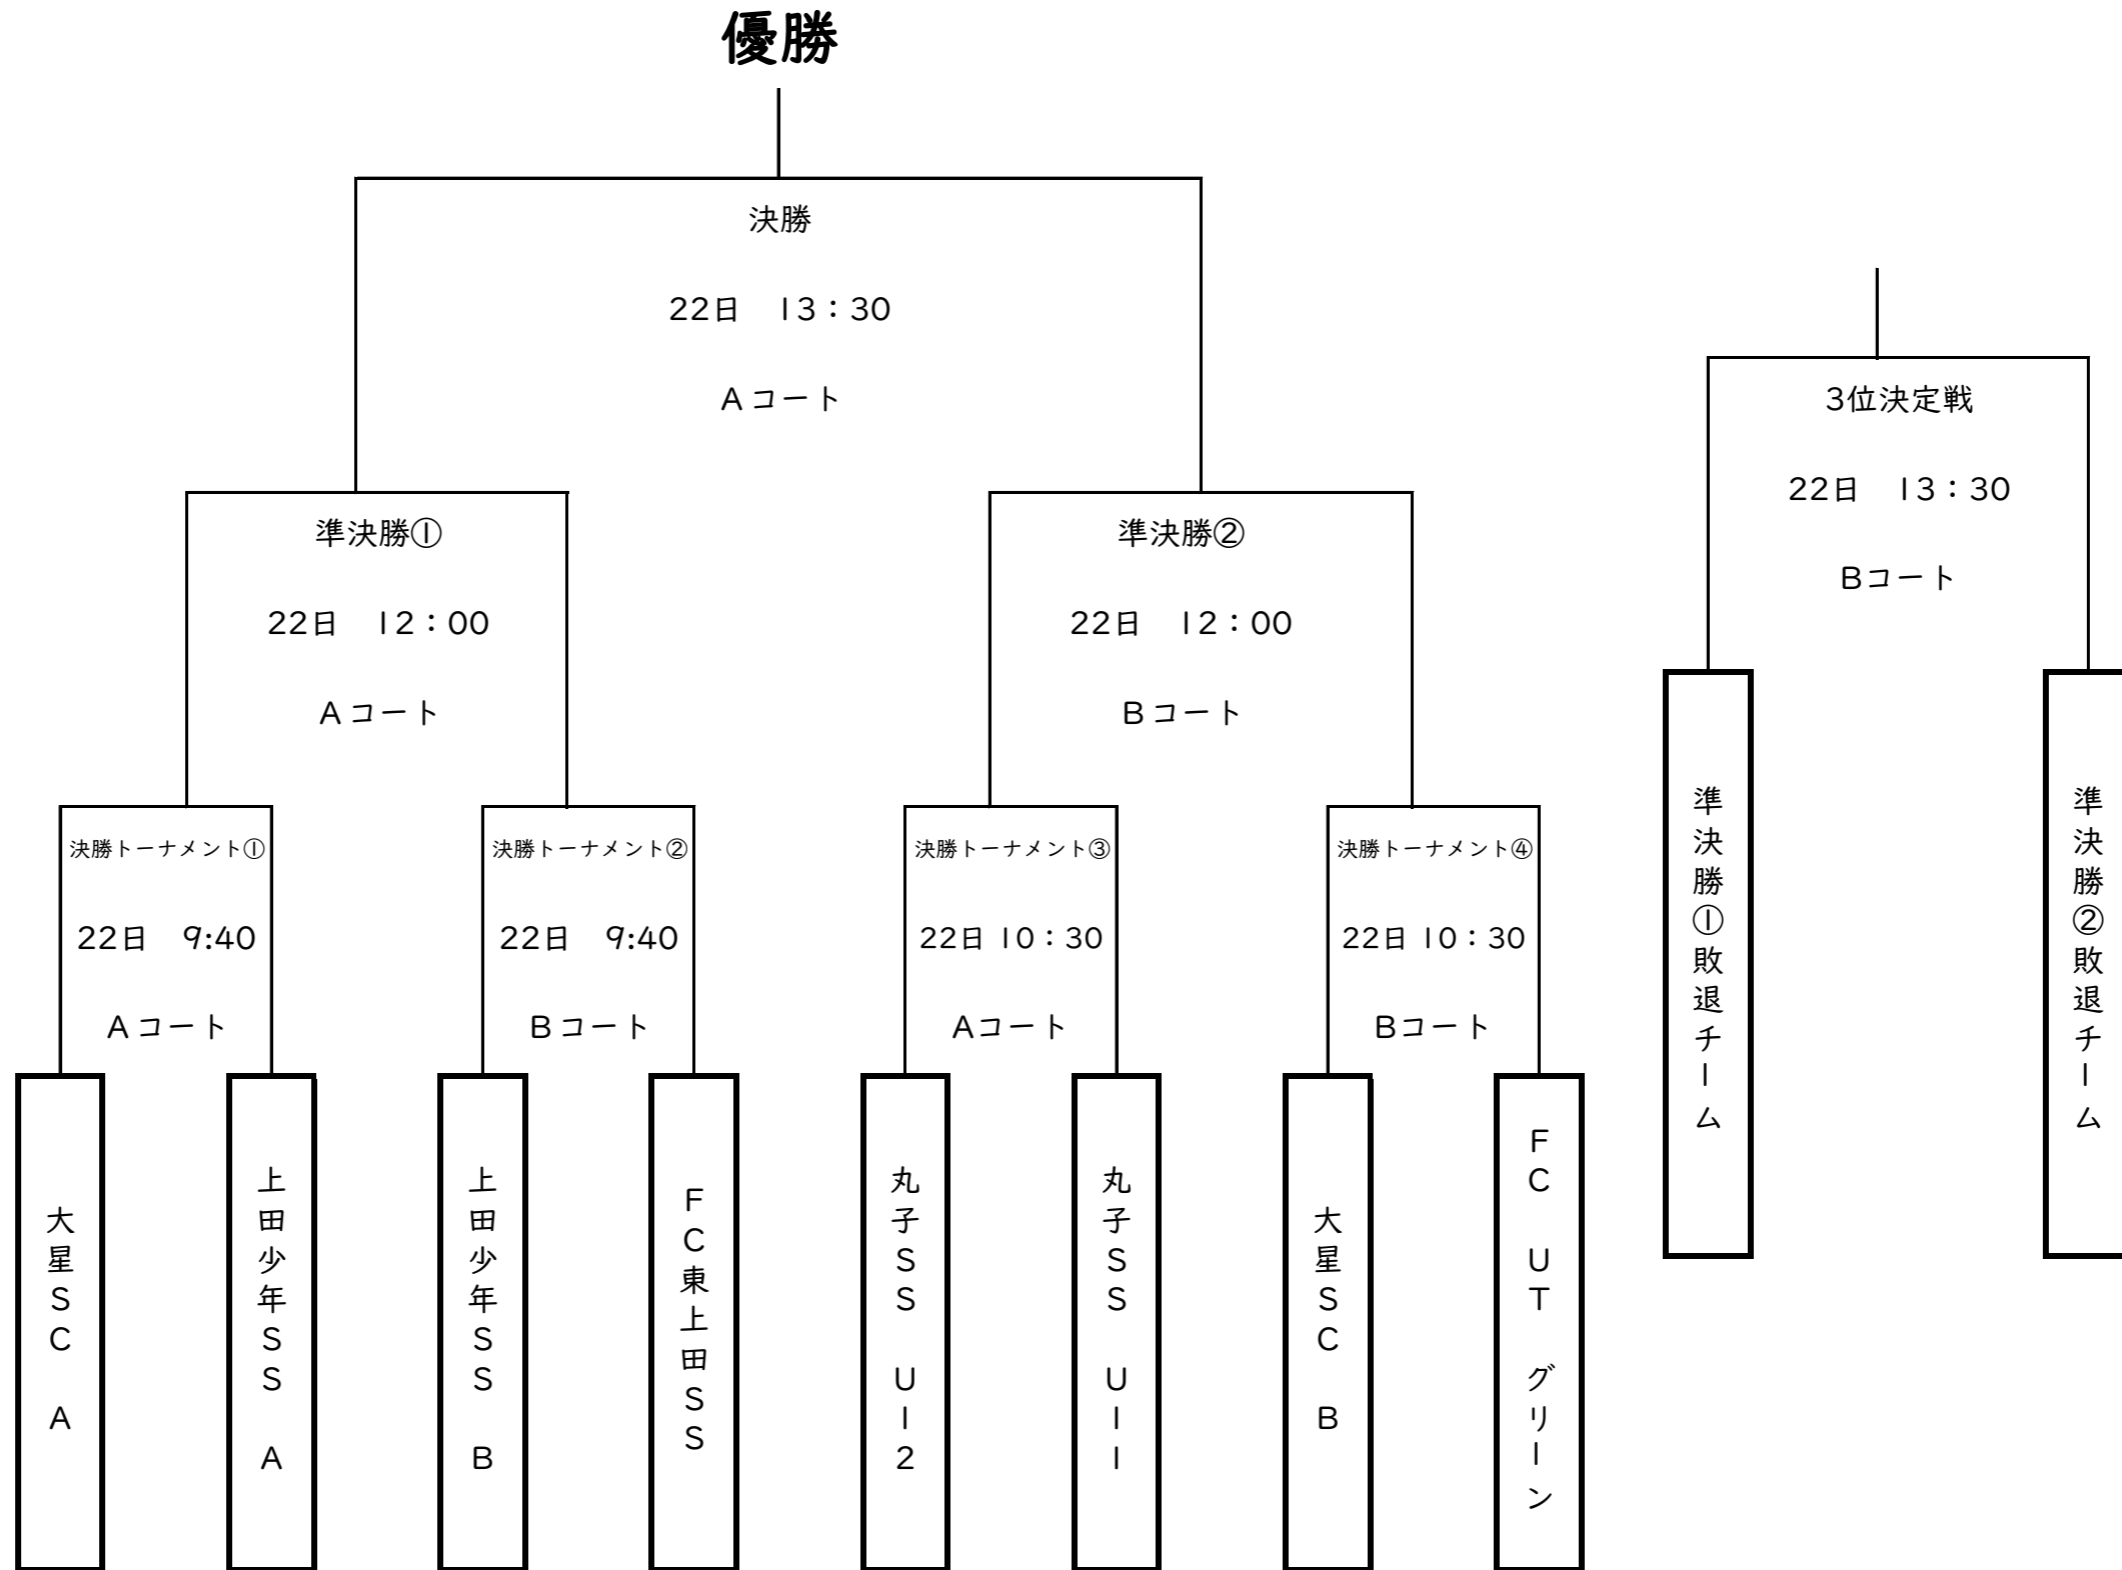 優勝
決勝
22日　13：30
Aコート
3位決定戦
22日　13：30
Bコート
準決勝①
22日　12：00
Aコート
準決勝②
22日　12：00
Bコート
決勝トーナメント①
22日　9:40
Aコート
決勝トーナメント②
22日　9:40
Bコート
決勝トーナメント③
22日 10：30
Aコート
決勝トーナメント④
22日 10：30
Bコート
大星SC　A
上田少年SS　A
上田少年SS　B
FC東上田SS
丸子SS　U12
丸子SS　U11
大星SC　B
FC　UT　グリーン
準決勝①敗退チーム
準決勝②敗退チーム